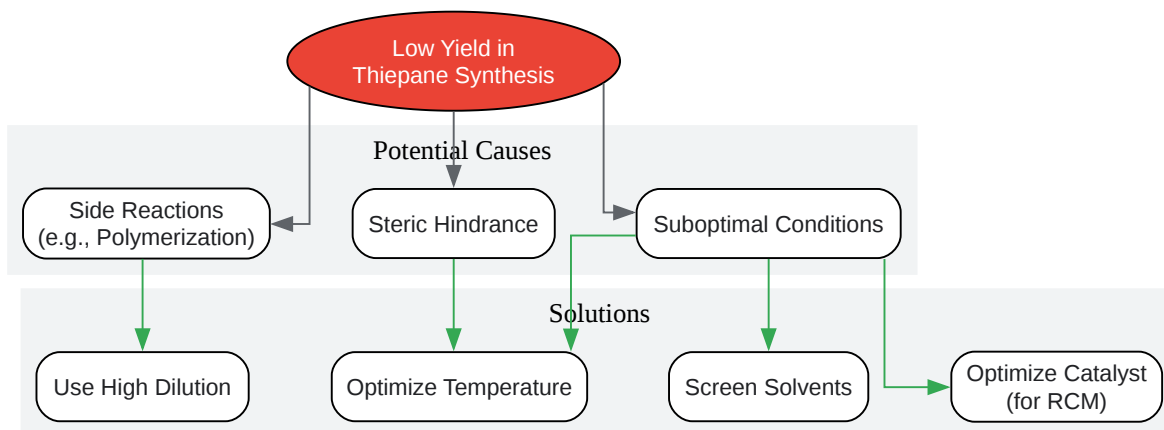 Low Yield in
Thiepane Synthesis
Potential Causes
Side Reactions
(e.g., Polymerization)
Steric Hindrance
Suboptimal Conditions
Solutions
Use High Dilution
Optimize Temperature
Screen Solvents
Optimize Catalyst
(for RCM)